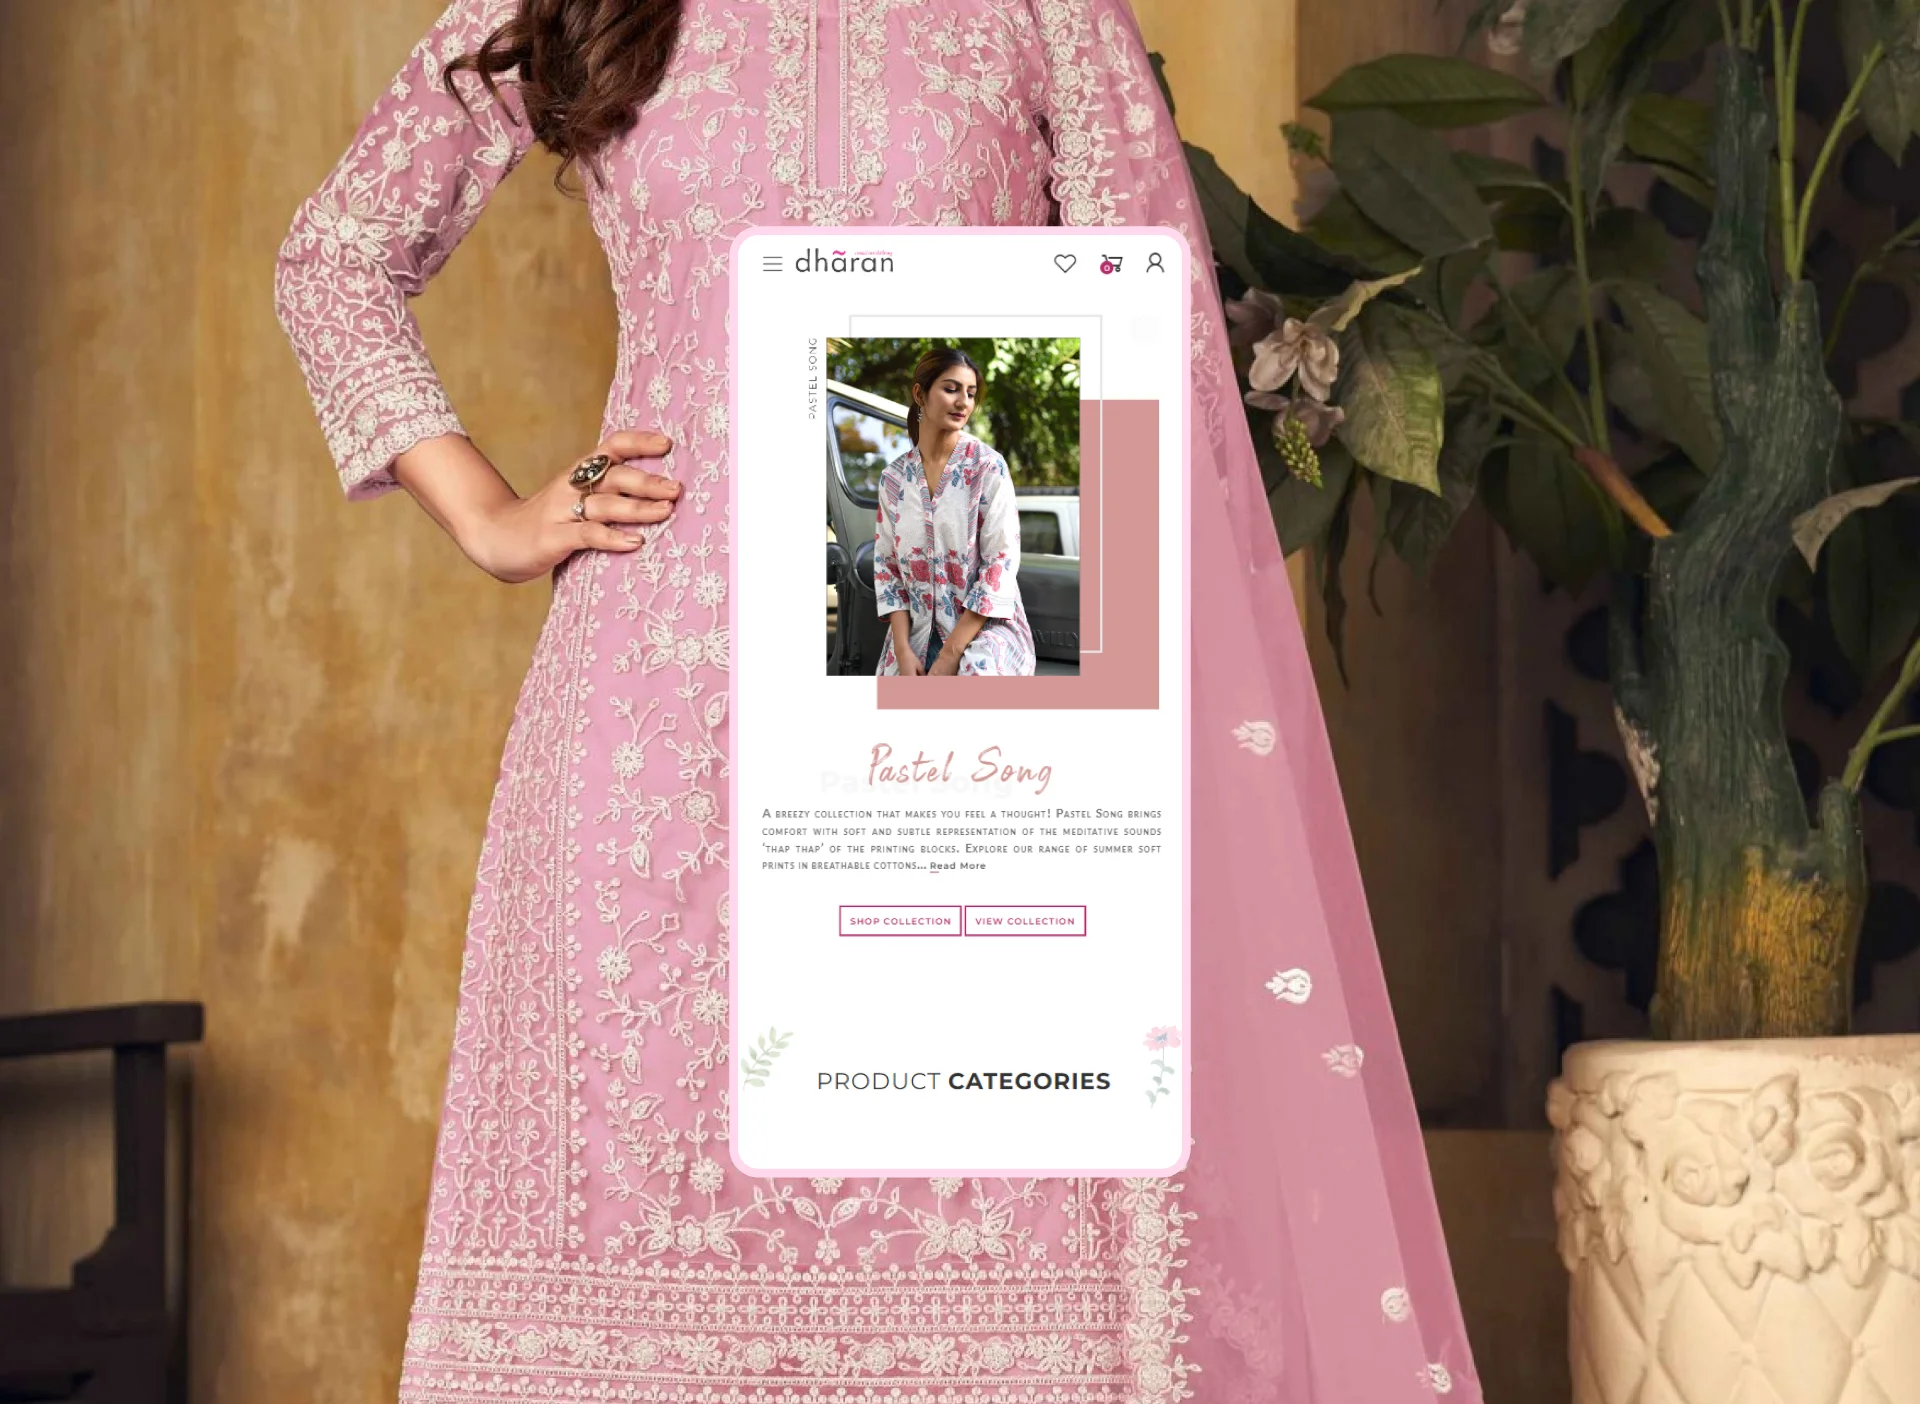 dhãran
0
PASTEL SONG
Pastel Song
Pastel Song
A breezy collection that makes you feel a thought! Pastel Song brings
comfort with soft and subtle representation of the meditative sounds
‘thap thap’ of the printing blocks. Explore our range of summer soft
prints in breathable cottons... Read More
SHOP COLLECTION
VIEW COLLECTION
PRODUCT CATEGORIES